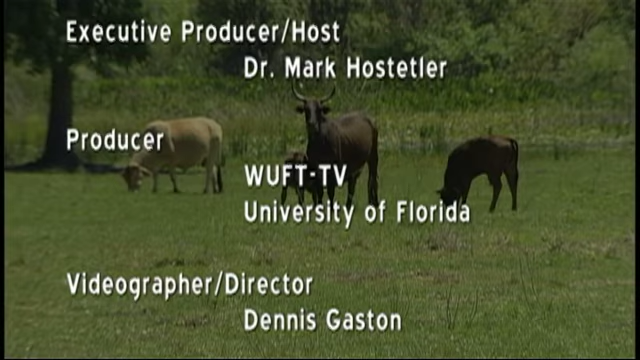 Executive Producer/Host
Dr. Mark Hostetler
Producer
WUFT-TV
University of Florida
Videographer/Director
Dennis Gaston